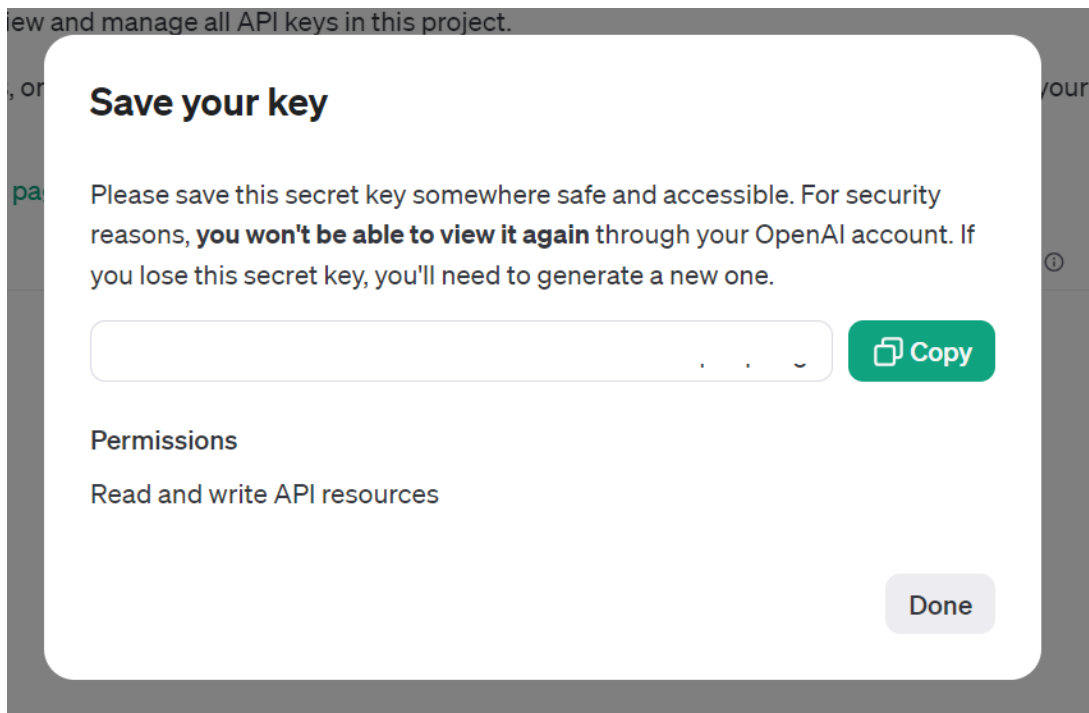 iew and manage all API keys in this project.
, or
your
Save your key
pa
Please save this secret key somewhere safe and accessible. For security
reasons, you won't be able to view it again through your OpenAI account. If
you lose this secret key, you'll need to generate a new one.
Copy
Permissions
Read and write API resources
Done